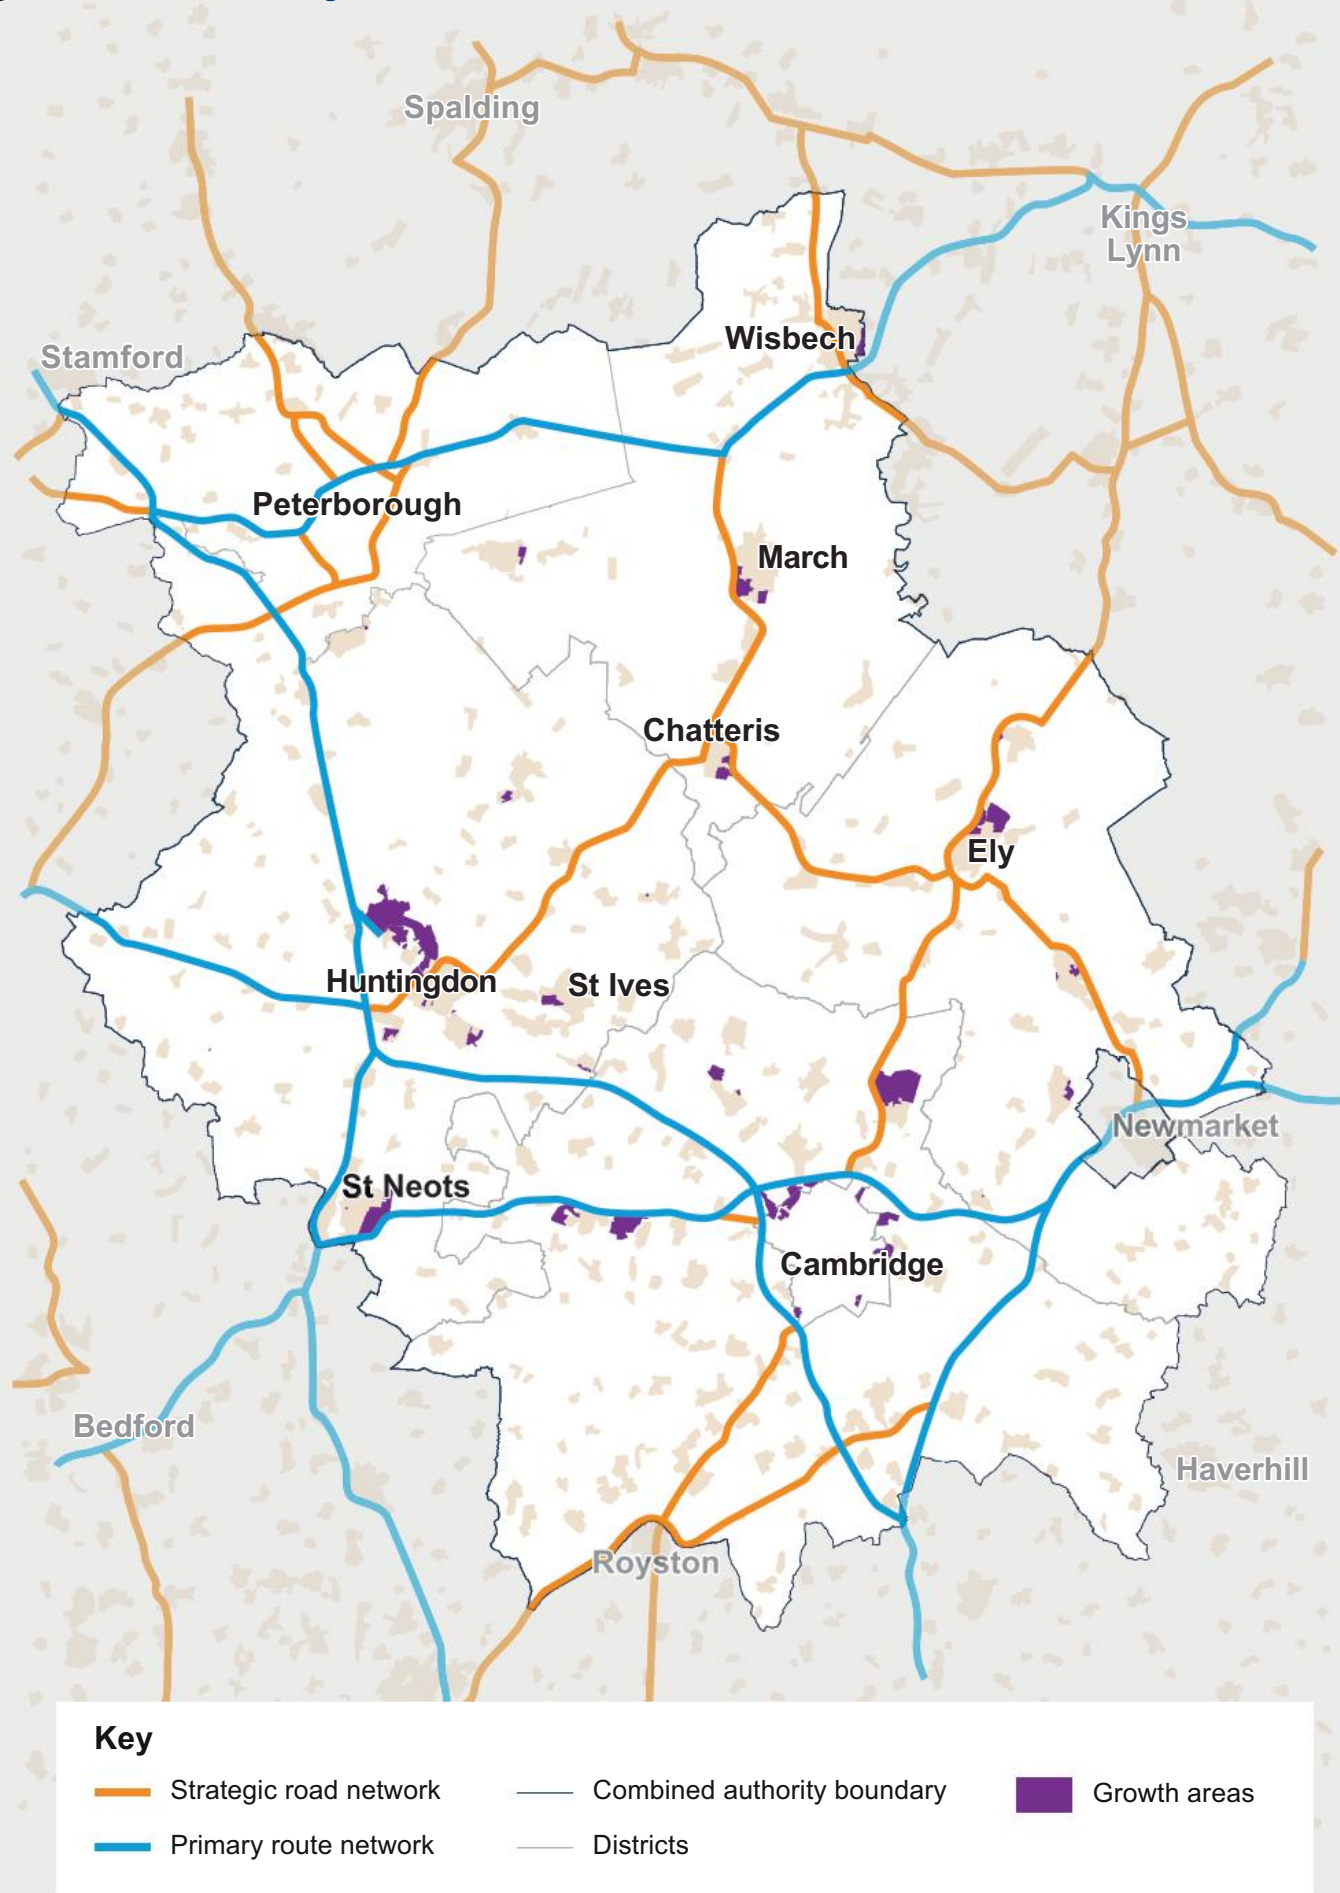 Spalding
Kings
Lynn
Wisbech
Stamford
Peterborough
March
Chatteris
Ely
Huntingdon
St Ives
Newmarket
St Neots
Cambridge
Bedford
Haverhill
Royston
Key
Strategic road network
Combined authority boundary
Growth areas
Primary route network
Districts